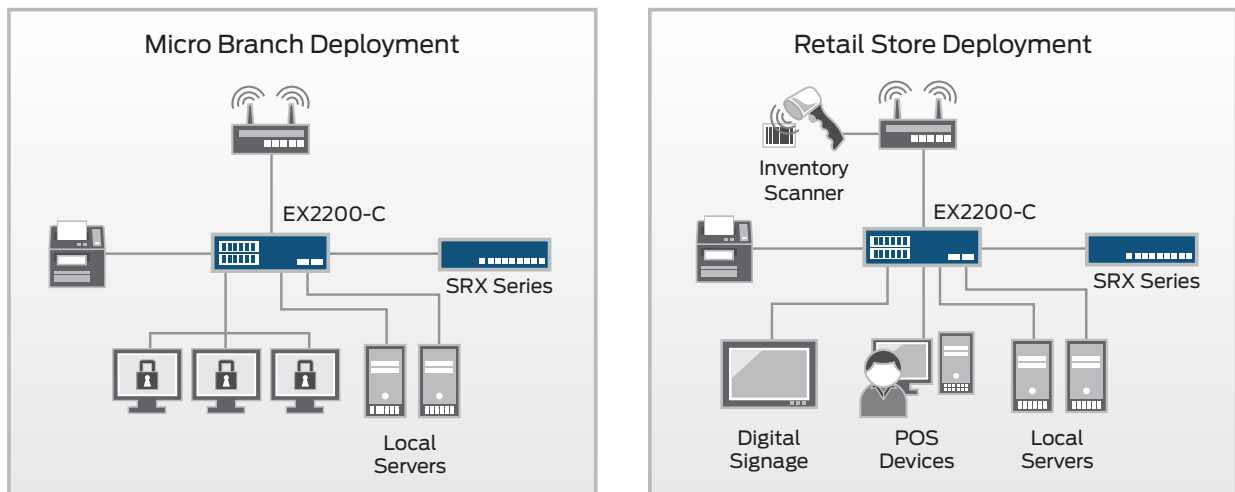 Micro Branch Deployment
EX2200-C
SRX Series
Local
Servers
Retail Store Deployment
Inventory
Scanner
EX2200-C
SRX Series
Digital
Signage
POS
Devices
Local
Servers